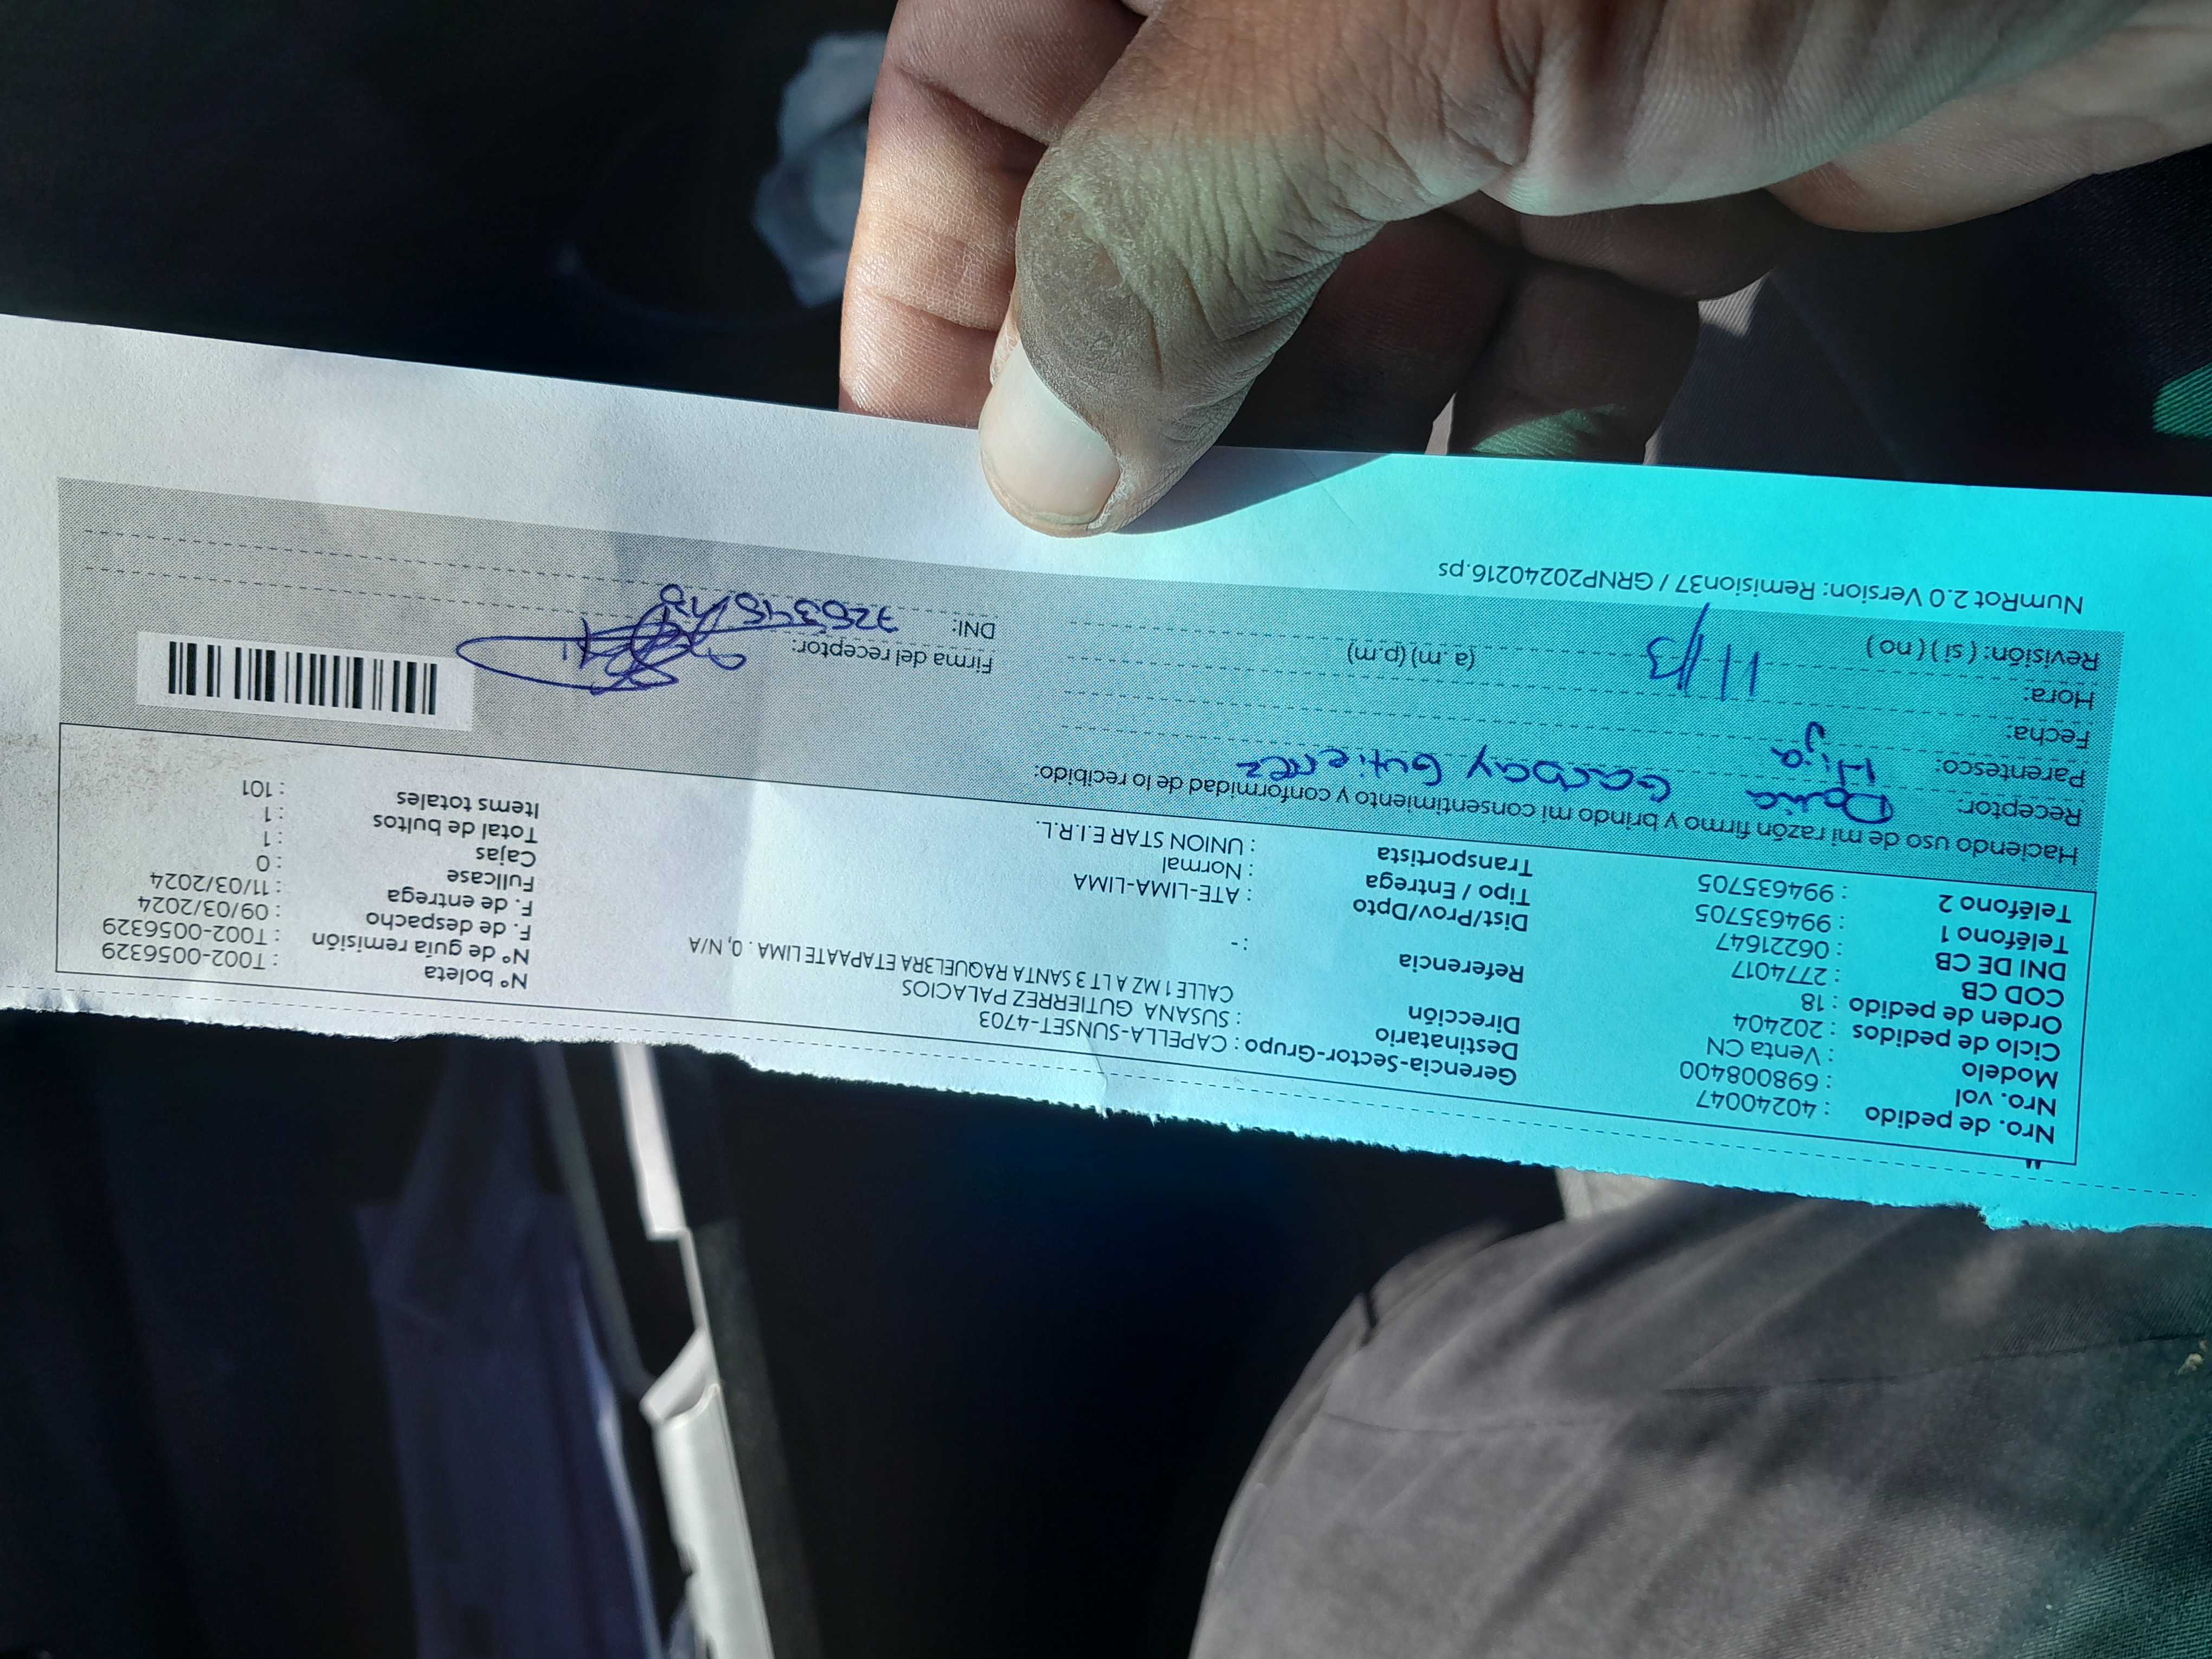 Nro. de pedido : 40240047
Nro. vol : 698008400
Modelo : Venta CN
Ciclo de pedidos : 202404
Orden de pedido : 18
COD CB : 2774017
DNI DE CB : 06221647
Teléfono 1 : 994635705
Teléfono 2 : 994635705
Gerencia-Sector-Grupo : CAPELLA-SUNSET-4703
Destinatario : SUSANA GUTIERREZ PALACIOS
Dirección CALLE 1 MZ A LT 3 SANTA RAQUEL3RA ETAPAATE LIMA . 0, N/A
Referencia : -
Dist/Prov/Dpto : ATE-LIMA-LIMA
Tipo / Entrega : Normal
Transportista : UNION STAR E.I.R.L.
N° boleta : T002-0056329
N° de guía remisión : T002-0056329
F. de despacho : 09/03/2024
F. de entrega : 11/03/2024
Fullcase : 0
Cajas : 1
Total de bultos : 1
Items totales : 101
Haciendo uso de mi razón firmo y brindo mi consentimiento y conformidad de lo recibido:
Receptor: Garbay Gutierrez
Parentesco: Hija
Fecha:
Hora: 11/3 (a.m) (p.m)
Revisión: ( si ) ( no )
Firma del receptor:
DNI:
NumRot 2.0 Version: Remision37 / GRNP20240216.ps